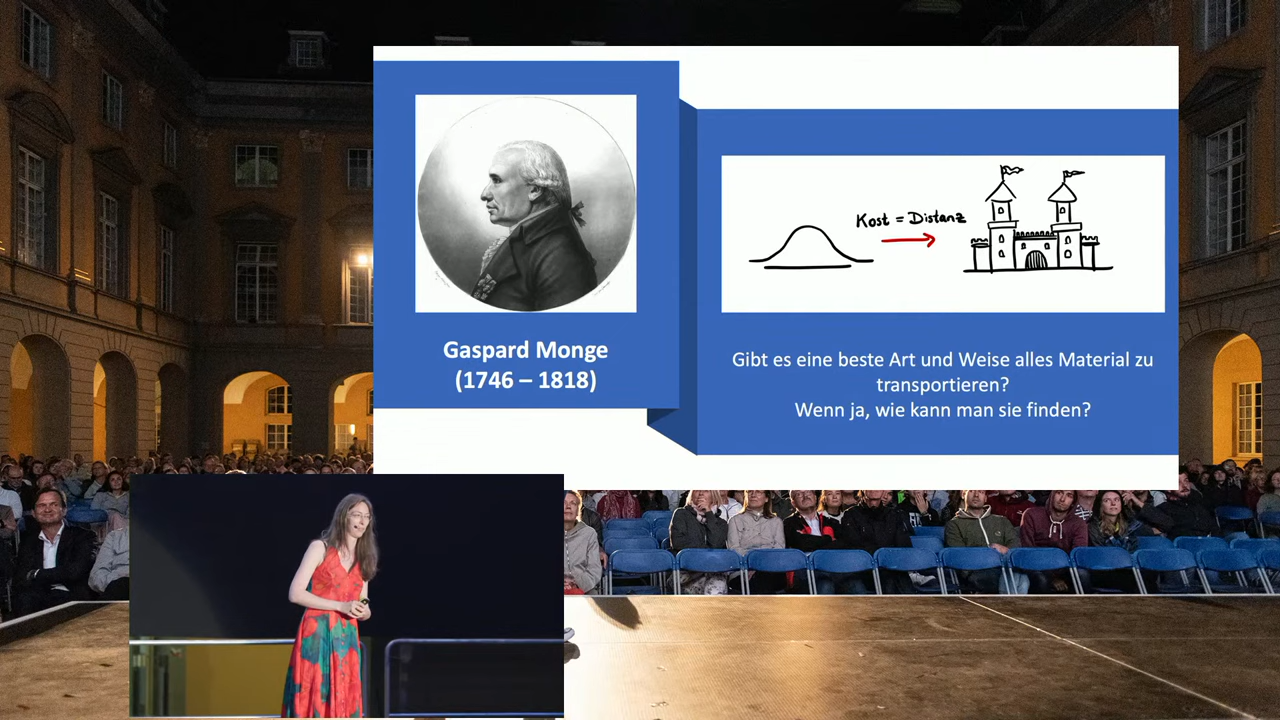 Gaspard Monge
(1746 – 1818)
Kost = Distanz
Gibt es eine beste Art und Weise alles Material zu
transportieren?
Wenn ja, wie kann man sie finden?